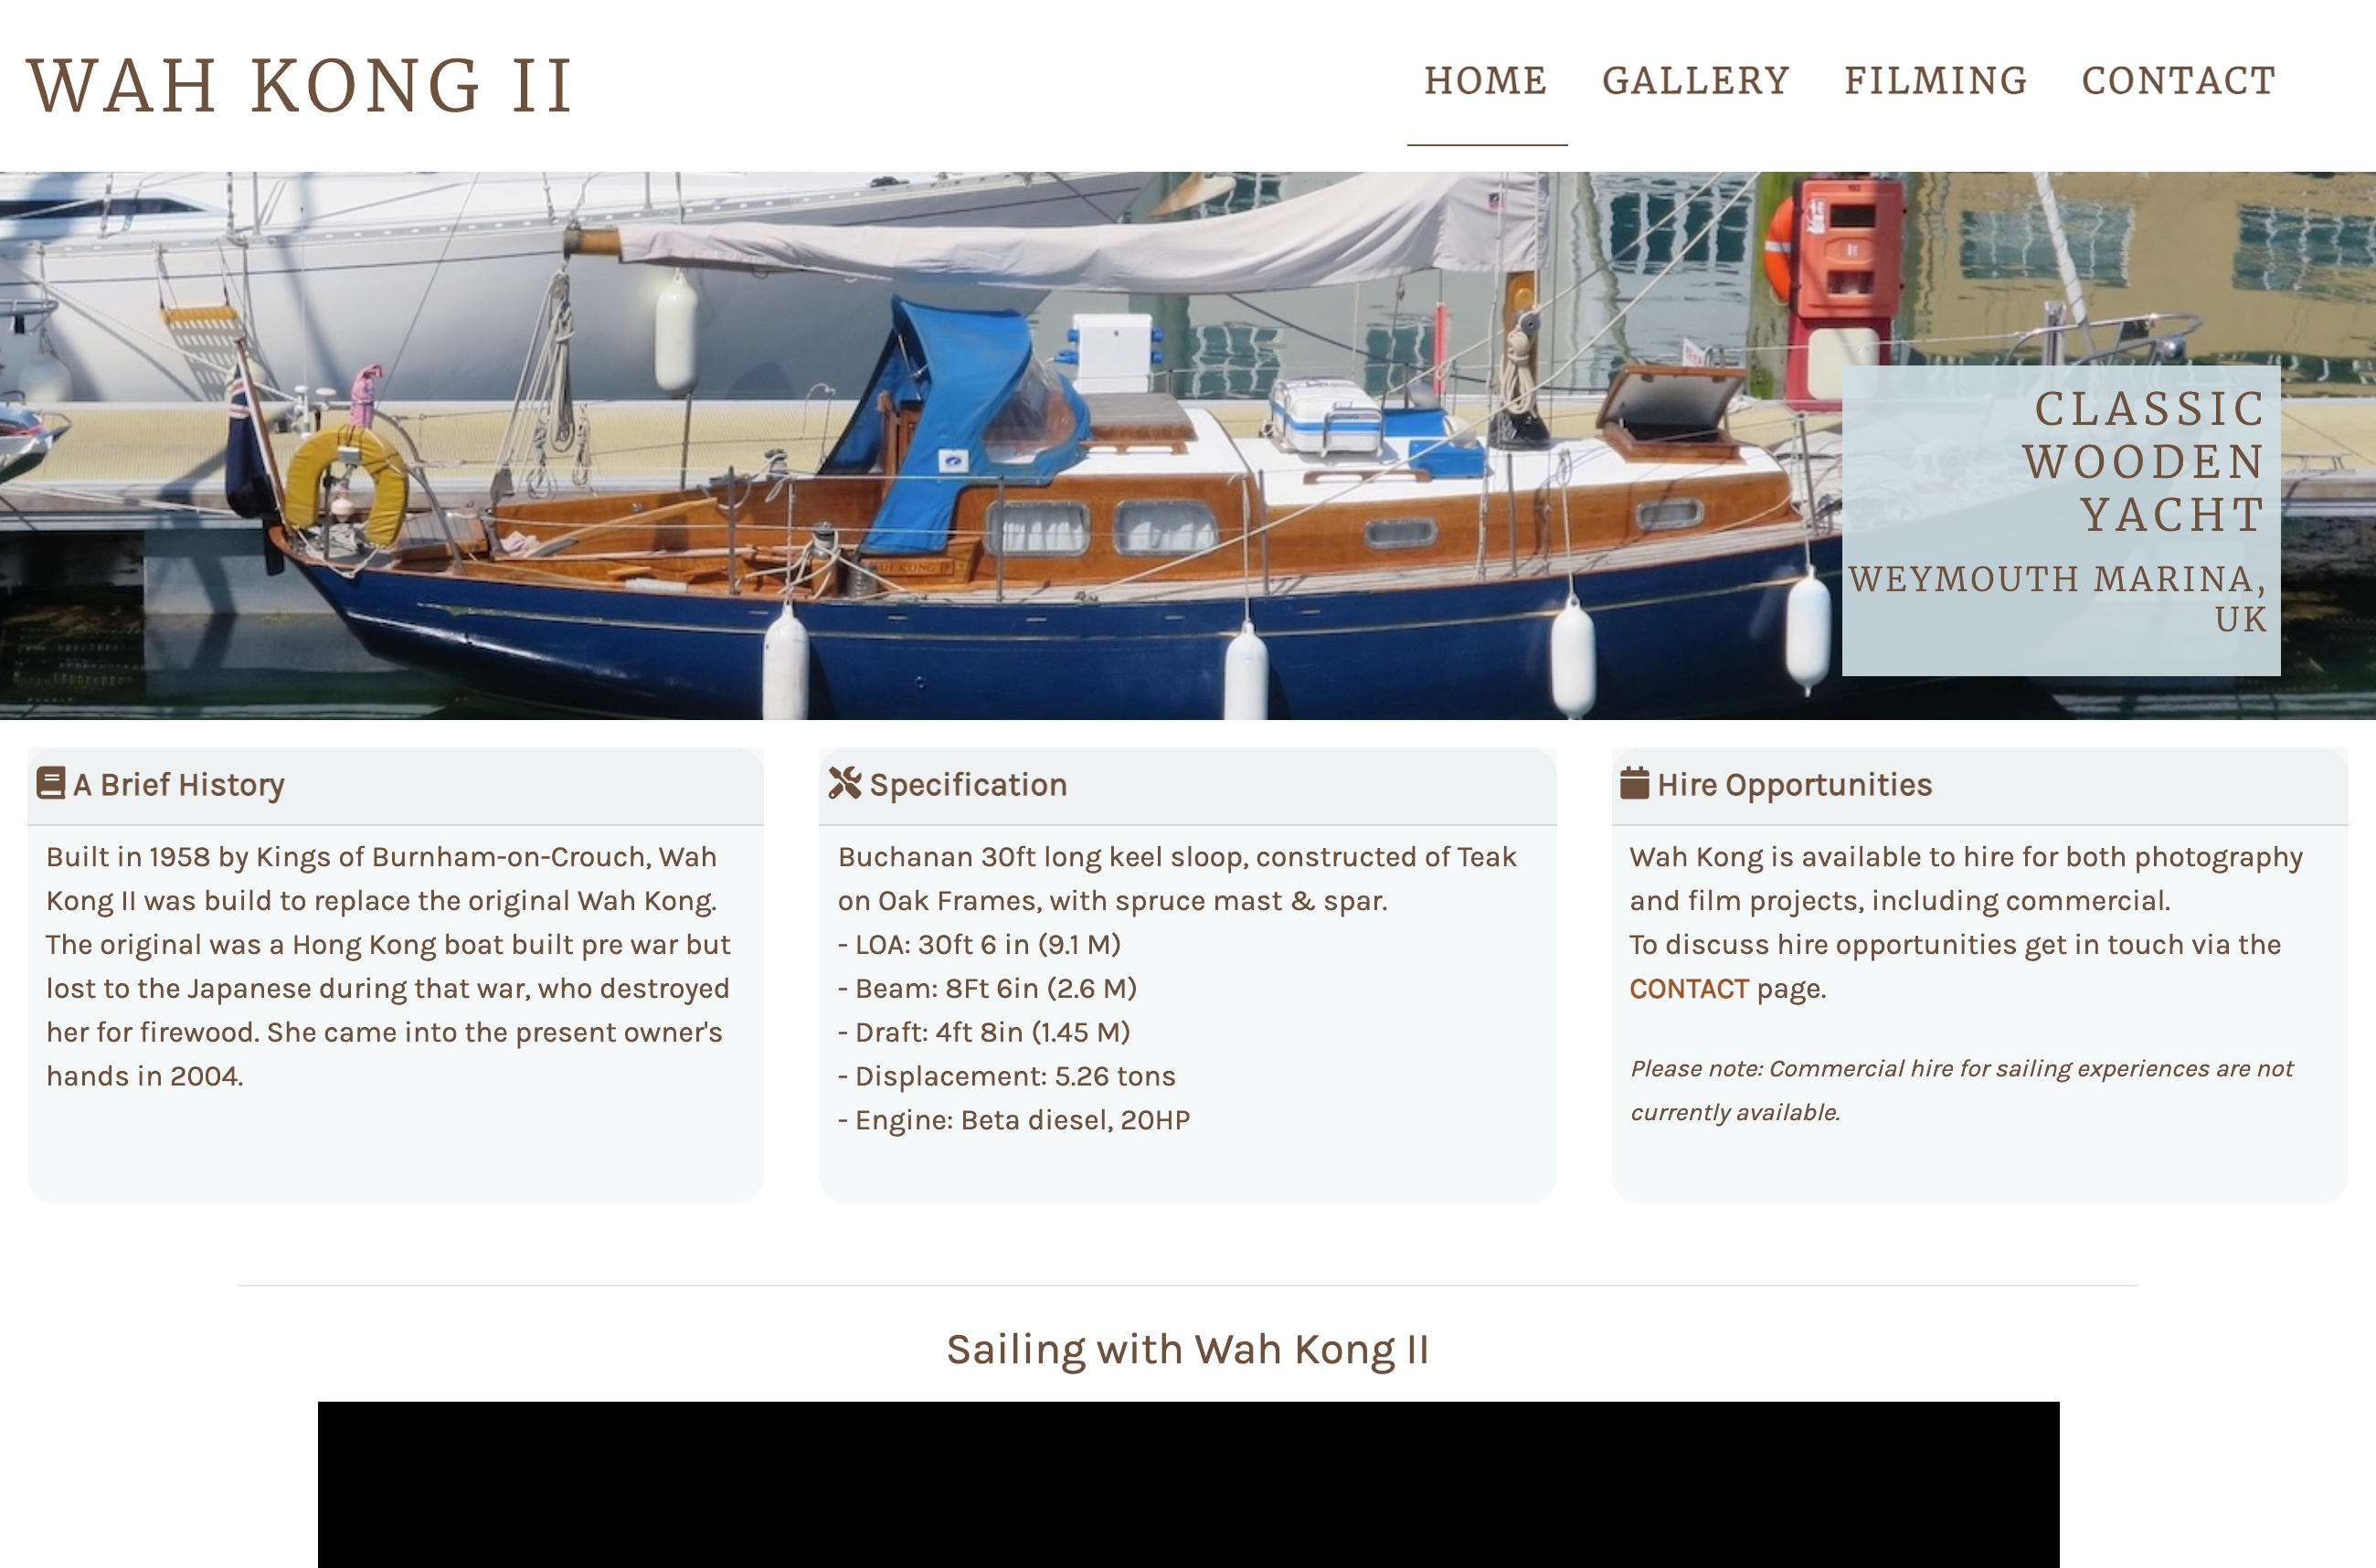 WAH KONG II
HOME GALLERY FILMING CONTACT
CLASSIC
WOODEN
YACHT
WEYMOUTH MARINA,
UK
WAH KONG II
A Brief History
Built in 1958 by Kings of Burnham-on-Crouch, Wah
Kong II was build to replace the original Wah Kong.
The original was a Hong Kong boat built pre war but
lost to the Japanese during that war, who destroyed
her for firewood. She came into the present owner's
hands in 2004.
Specification
Buchanan 30ft long keel sloop, constructed of Teak
on Oak Frames, with spruce mast & spar.
- LOA: 30ft 6 in (9.1 M)
- Beam: 8Ft 6in (2.6 M)
- Draft: 4ft 8in (1.45 M)
- Displacement: 5.26 tons
- Engine: Beta diesel, 20HP
Hire Opportunities
Wah Kong is available to hire for both photography
and film projects, including commercial.
To discuss hire opportunities get in touch via the
CONTACT page.
Please note: Commercial hire for sailing experiences are not
currently available.
Sailing with Wah Kong II